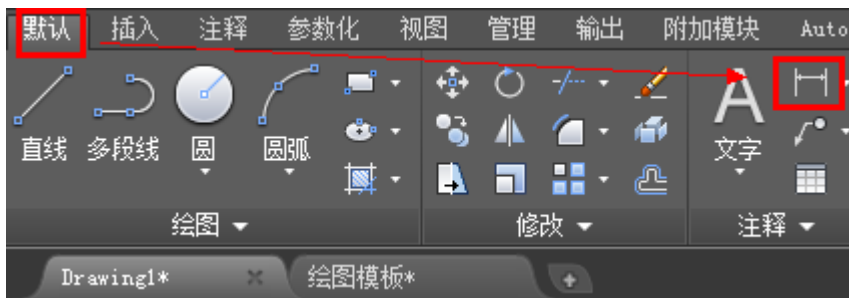 默认 插入 注释 参数化 视图 管理 输出 附加模块 Auto
直线 多段线 圆 圆弧 文字
绘图 修改 注释
Drawing1* 绘图模板*